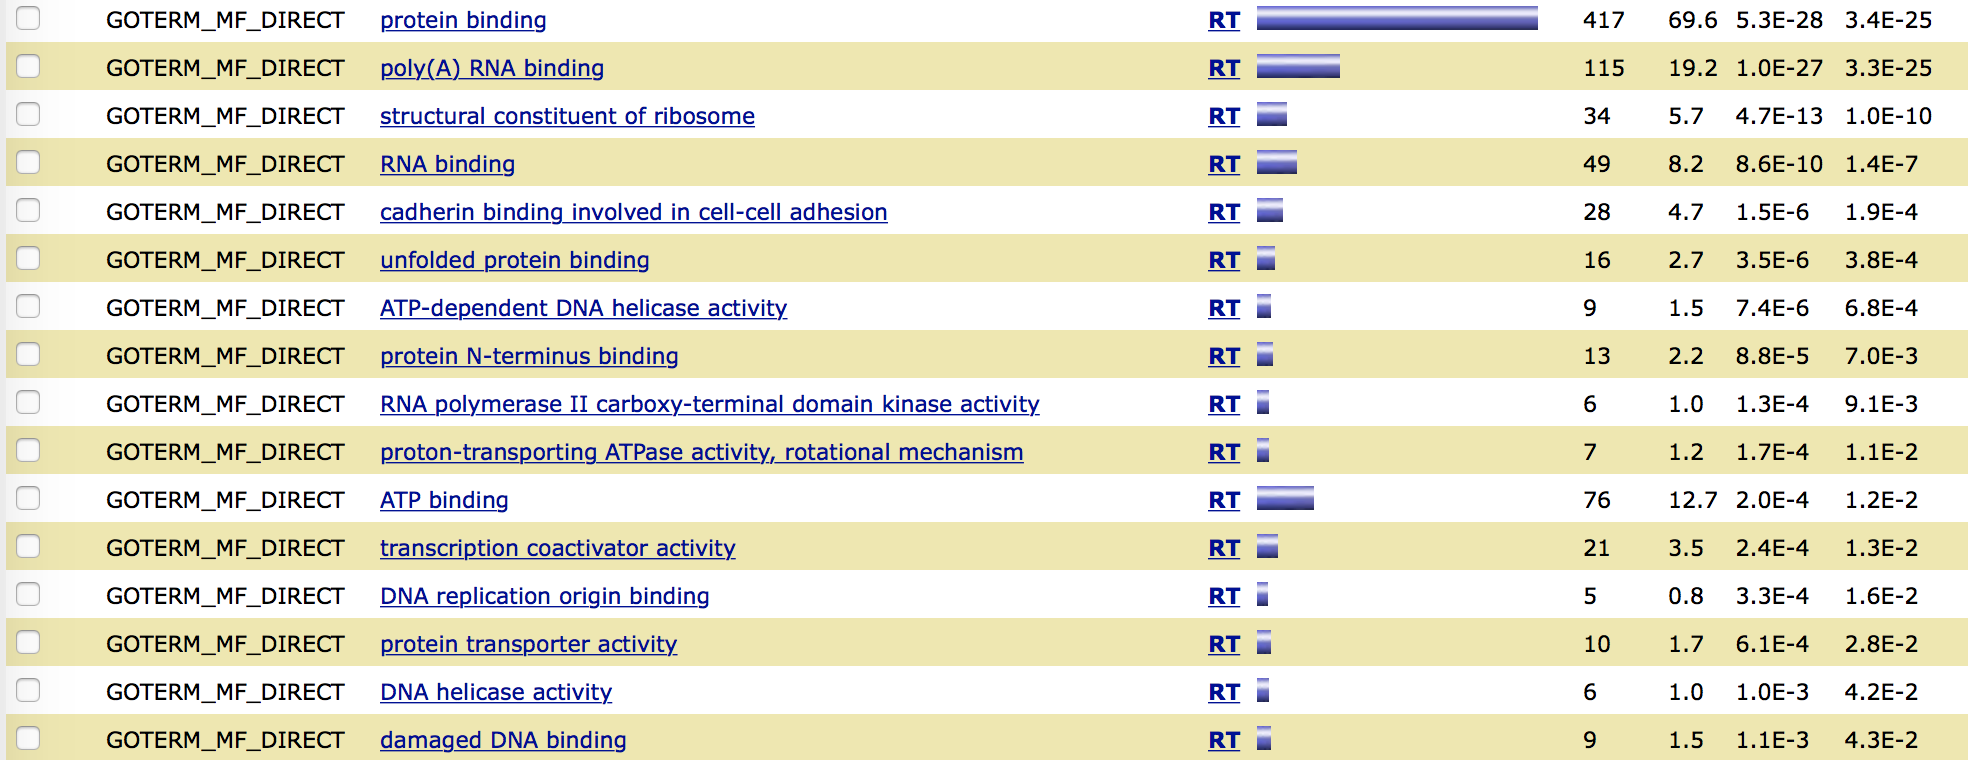 GOTERM_MF_DIRECT protein binding RT 417 69.6 5.3E-28 3.4E-25
GOTERM_MF_DIRECT poly(A) RNA binding RT 115 19.2 1.0E-27 3.3E-25
GOTERM_MF_DIRECT structural constituent of ribosome RT 34 5.7 4.7E-13 1.0E-10
GOTERM_MF_DIRECT RNA binding RT 49 8.2 8.6E-10 1.4E-7
GOTERM_MF_DIRECT cadherin binding involved in cell-cell adhesion RT 28 4.7 1.5E-6 1.9E-4
GOTERM_MF_DIRECT unfolded protein binding RT 16 2.7 3.5E-6 3.8E-4
GOTERM_MF_DIRECT ATP-dependent DNA helicase activity RT 9 1.5 7.4E-6 6.8E-4
GOTERM_MF_DIRECT protein N-terminus binding RT 13 2.2 8.8E-5 7.0E-3
GOTERM_MF_DIRECT RNA polymerase II carboxy-terminal domain kinase activity RT 6 1.0 1.3E-4 9.1E-3
GOTERM_MF_DIRECT proton-transporting ATPase activity, rotational mechanism RT 7 1.2 1.7E-4 1.1E-2
GOTERM_MF_DIRECT ATP binding RT 76 12.7 2.0E-4 1.2E-2
GOTERM_MF_DIRECT transcription coactivator activity RT 21 3.5 2.4E-4 1.3E-2
GOTERM_MF_DIRECT DNA replication origin binding RT 5 0.8 3.3E-4 1.6E-2
GOTERM_MF_DIRECT protein transporter activity RT 10 1.7 6.1E-4 2.8E-2
GOTERM_MF_DIRECT DNA helicase activity RT 6 1.0 1.0E-3 4.2E-2
GOTERM_MF_DIRECT damaged DNA binding RT 9 1.5 1.1E-3 4.3E-2